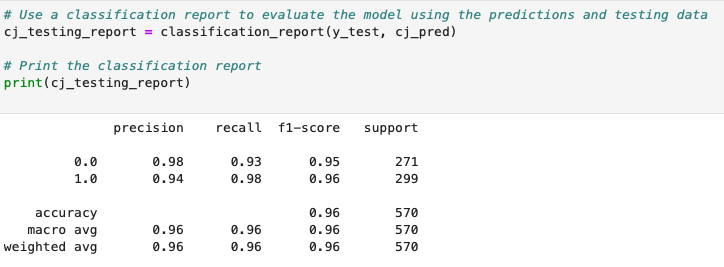 # Use a classification report to evaluate the model using the predictions and testing data
cj_testing_report = classification_report(y_test, cj_pred)
# Print the classification report
print(cj_testing_report)
precision recall f1-score support
0.0 0.98 0.93 0.95 271
1.0 0.94 0.98 0.96 299
accuracy 0.96 570
macro avg 0.96 0.96 0.96 570
weighted avg 0.96 0.96 0.96 570